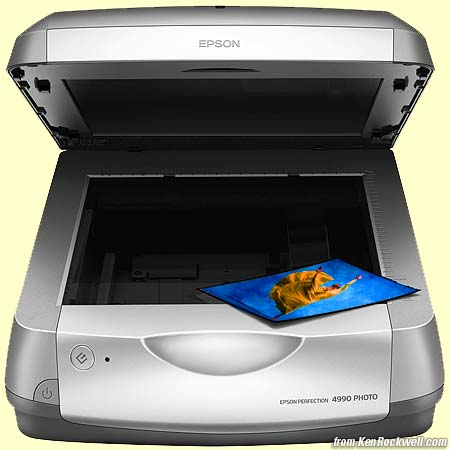 EPSON
EPSON PERFECTION 4990 PHOTO
from KenRockwell.com